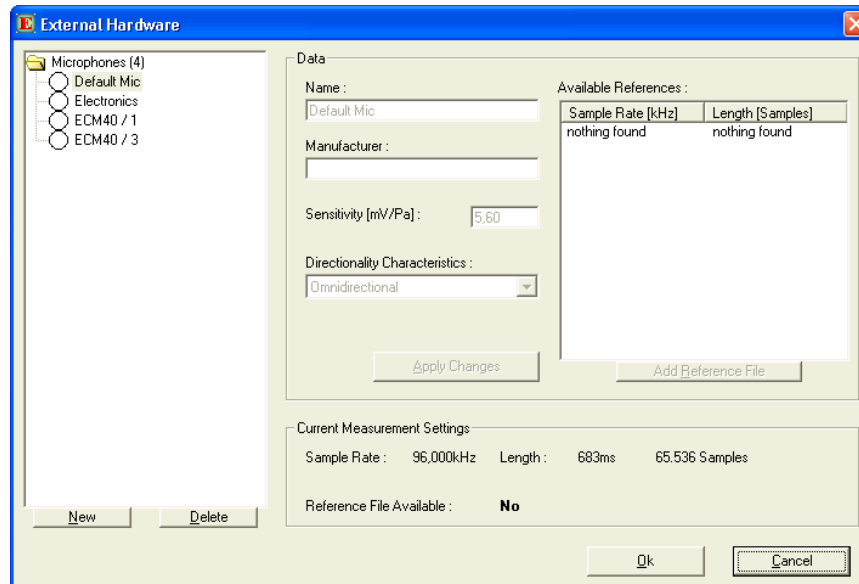 External Hardware
Microphones (4)
Default Mic
Electronics
ECM40 / 1
ECM40 / 3
New Delete
Data
Name :
Default Mic
Manufacturer :
Sensitivity [mV/Pa] : 5,60
Directionality Characteristics :
Omnidirectional
Apply Changes
Available References :
Sample Rate [kHz] Length [Samples]
nothing found nothing found
Add Reference File
Current Measurement Settings
Sample Rate : 96,000kHz Length : 683ms 65.536 Samples
Reference File Available : No
Ok Cancel